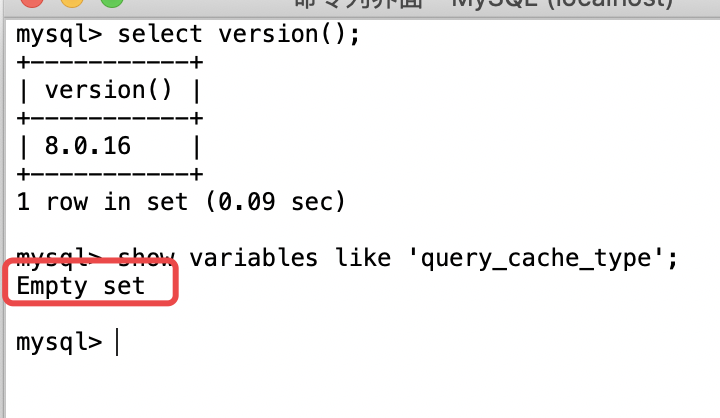 命令列界面 - MySQL (localhost)
mysql> select version();
+-----------+
| version() |
+-----------+
| 8.0.16    |
+-----------+
1 row in set (0.09 sec)
mysql> show variables like 'query_cache_type';
Empty set
mysql>